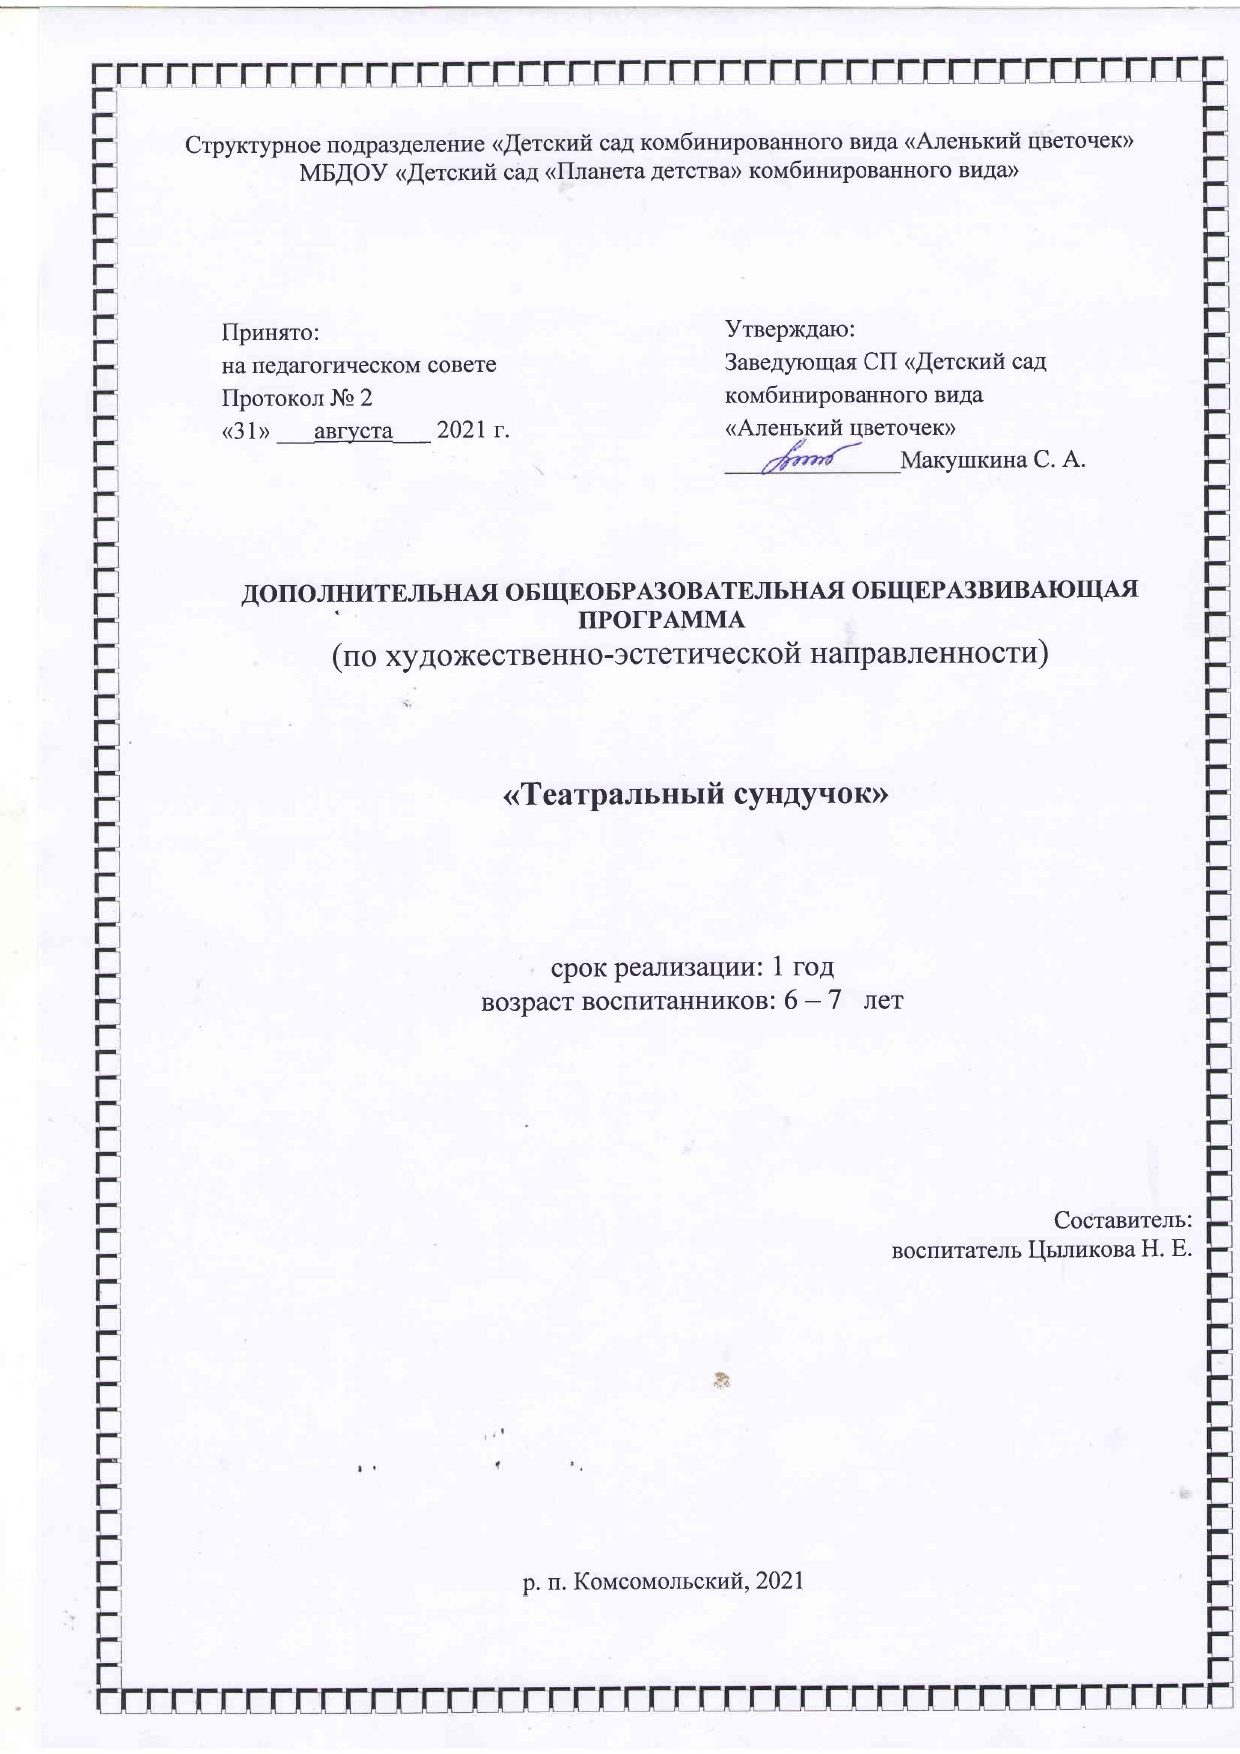 Структурное подразделение «Детский сад комбинированного вида «Аленький цветочек»
МБДОУ «Детский сад «Планета детства» комбинированного вида»
Принято:
на педагогическом совете
Протокол № 2
«31» ___августа___ 2021 г.
Утверждаю:
Заведующая СП «Детский сад
комбинированного вида
«Аленький цветочек»
______________Макушкина С. А.
ДОПОЛНИТЕЛЬНАЯ ОБЩЕОБРАЗОВАТЕЛЬНАЯ ОБЩЕРАЗВИВАЮЩАЯ
ПРОГРАММА
(по художественно-эстетической направленности)
«Театральный сундучок»
срок реализации: 1 год
возраст воспитанников: 6 – 7 лет
Составитель:
воспитатель Цыликова Н. Е.
р. п. Комсомольский, 2021